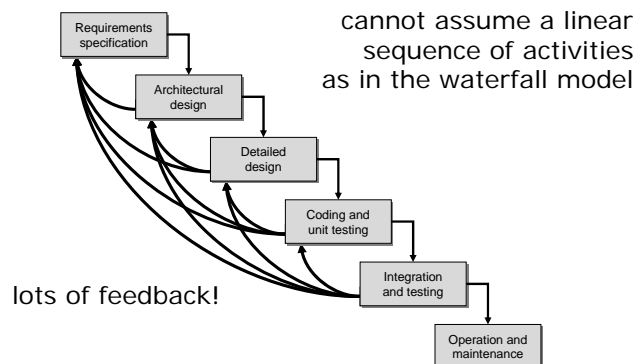 cannot assume a linear
sequence of activities
as in the waterfall model
Requirements
specification
Architectural
design
Detailed
design
Coding and
unit testing
Integration
and testing
lots of feedback!
Operation and
maintenance